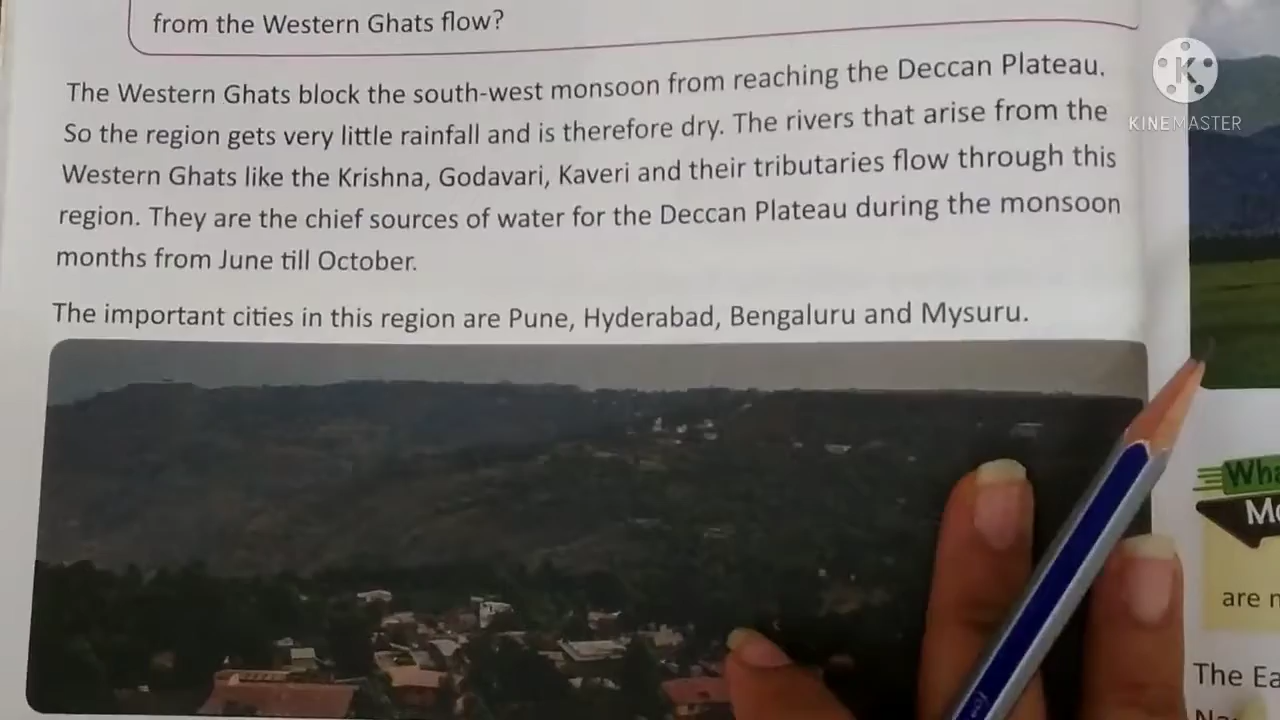 from the Western Ghats flow?
The Western Ghats block the south-west monsoon from reaching the Deccan Plateau.
So the region gets very little rainfall and is therefore dry. The rivers that arise from the
Western Ghats like the Krishna, Godavari, Kaveri and their tributaries flow through this
region. They are the chief sources of water for the Deccan Plateau during the monsoon
months from June till October.
The important cities in this region are Pune, Hyderabad, Bengaluru and Mysuru.
K
KINEMASTER
are
The